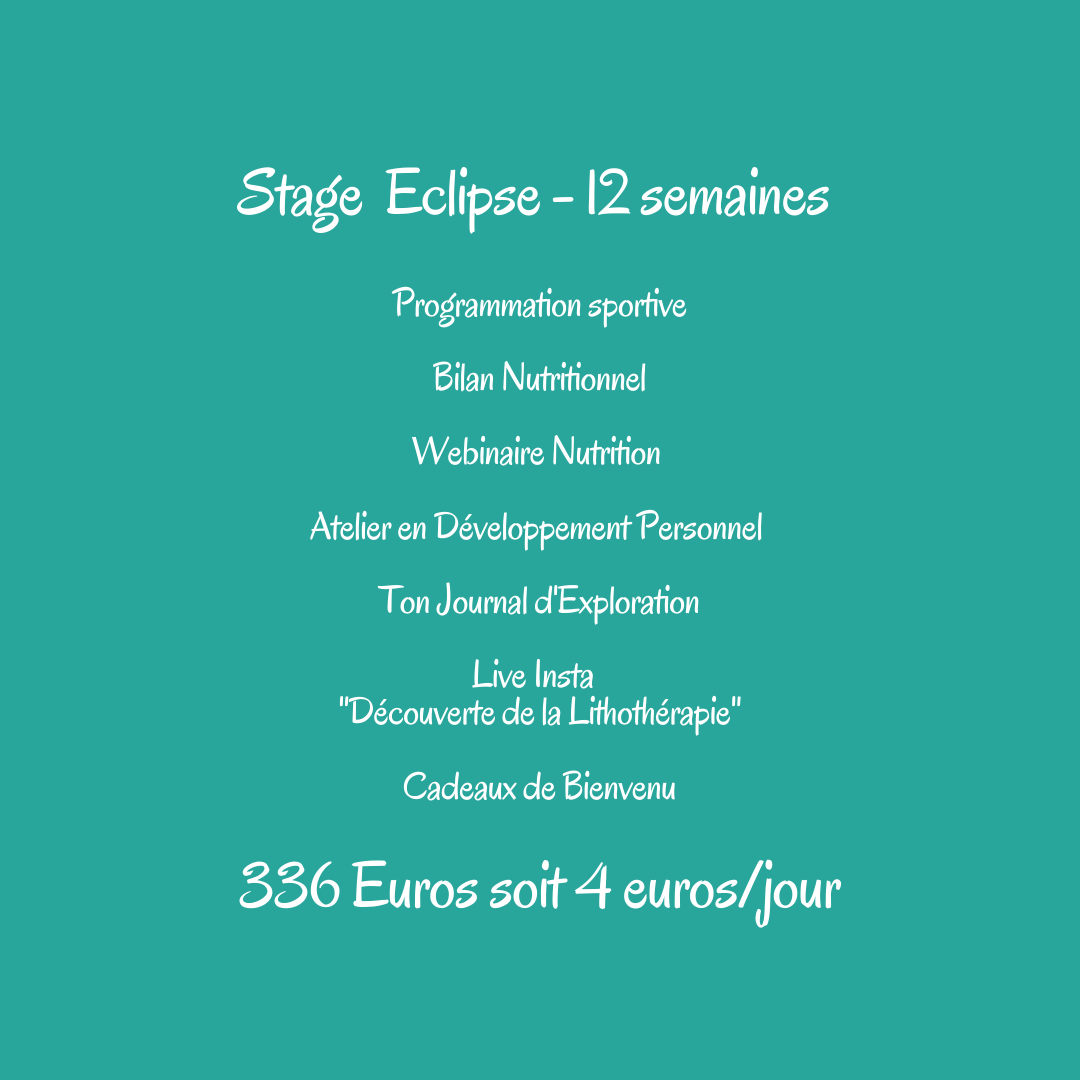 Stage Eclipse - 12 semaines
Programmation sportive
Bilan Nutritionnel
Webinaire Nutrition
Atelier en Développement Personnel
Ton Journal d'Exploration
Live Insta
"Découverte de la Lithothérapie"
Cadeaux de Bienvenu
336 Euros soit 4 euros/jour